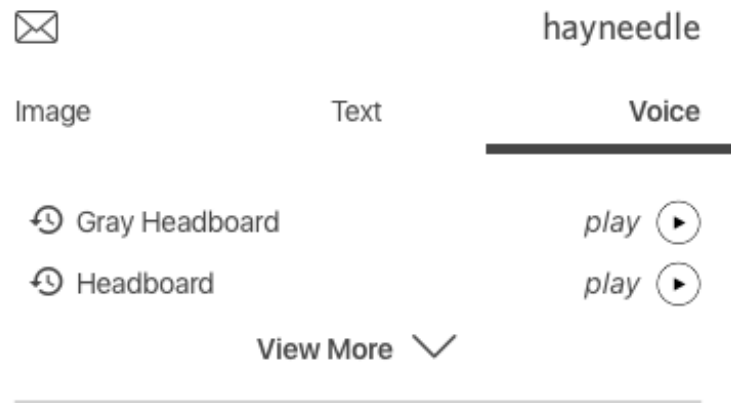 hayneedle
Image Text Voice
Gray Headboard play
Headboard play
View More